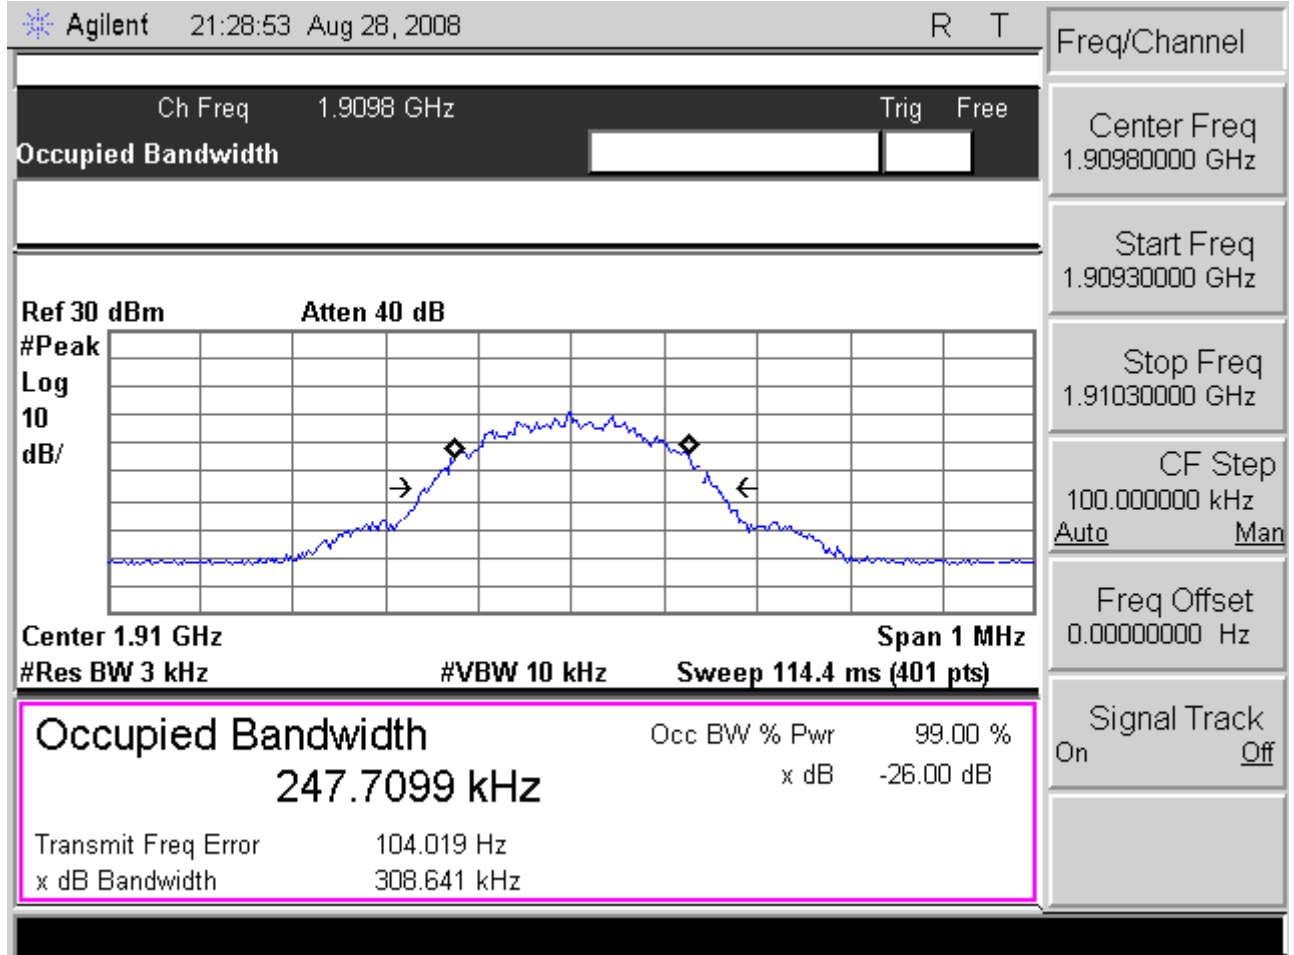 Agilent 21:28:53 Aug 28, 2008 R T
Freq/Channel
Ch Freq 1.9098 GHz Trig Free
Occupied Bandwidth
Center Freq
1.90980000 GHz
Start Freq
1.90930000 GHz
Stop Freq
1.91030000 GHz
CF Step
100.000000 kHz
Auto Man
Freq Offset
0.00000000 Hz
Signal Track
On Off
Ref 30 dBm Atten 40 dB
#Peak
Log
10
dB/
Center 1.91 GHz Span 1 MHz
#Res BW 3 kHz #VBW 10 kHz Sweep 114.4 ms (401 pts)
Occupied Bandwidth Occ BW % Pwr 99.00 %
247.7099 kHz x dB -26.00 dB
Transmit Freq Error 104.019 Hz
x dB Bandwidth 308.641 kHz